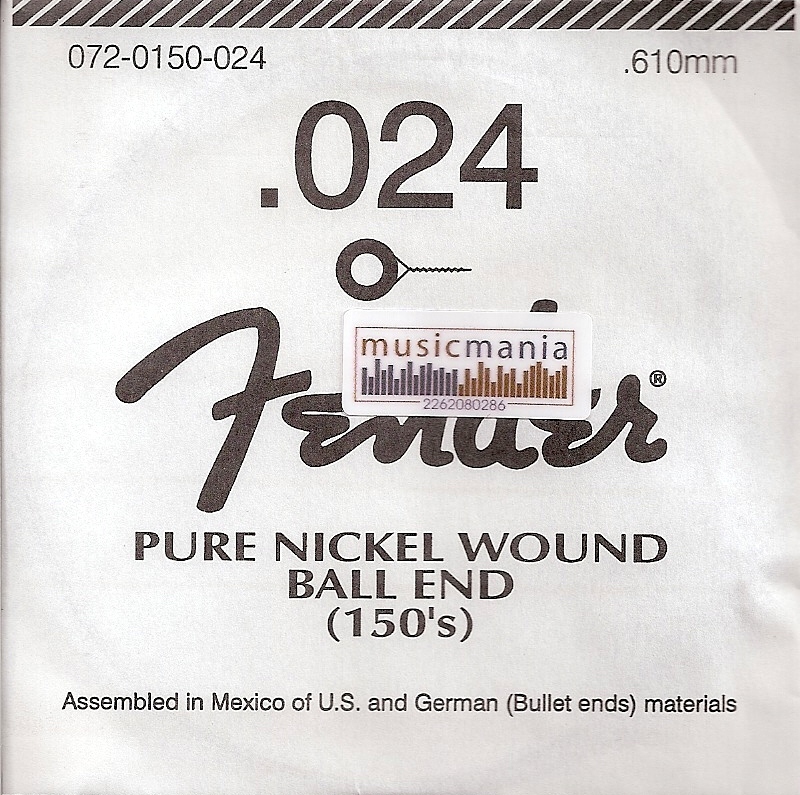 072-0150-024 .610mm
.024
Fender®
musicmania
2262080286
PURE NICKEL WOUND
BALL END
(150's)
Assembled in Mexico of U.S. and German (Bullet ends) materials